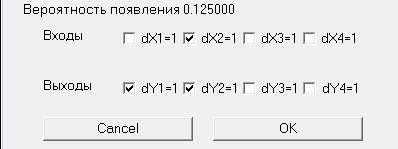 Вероятность появления 0.125000
Входы dX1=1 dX2=1 dX3=1 dX4=1
Выходы dY1=1 dY2=1 dY3=1 dY4=1
Cancel OK